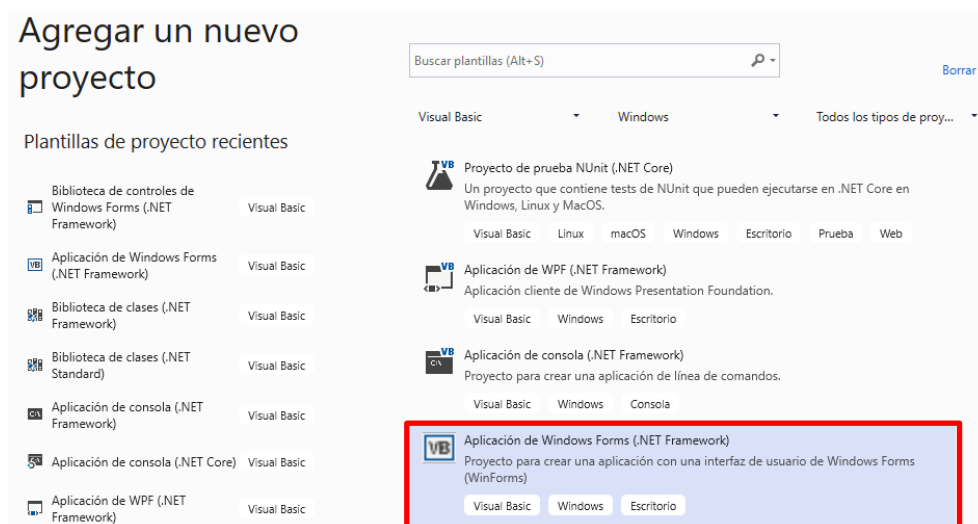 Agregar un nuevo
proyecto
Plantillas de proyecto recientes
Biblioteca de controles de
Windows Forms (.NET
Framework)
Visual Basic
Aplicación de Windows Forms
(.NET Framework)
Visual Basic
Biblioteca de clases (.NET
Framework)
Visual Basic
Biblioteca de clases (.NET
Standard)
Visual Basic
Aplicación de consola (.NET
Framework)
Visual Basic
Aplicación de consola (.NET Core) Visual Basic
Aplicación de WPF (.NET
Framework)
Visual Basic
Buscar plantillas (Alt+S)
Borrar
Visual Basic Windows Todos los tipos de proy...
VB Proyecto de prueba NUnit (.NET Core)
Un proyecto que contiene tests de NUnit que pueden ejecutarse en .NET Core en
Windows, Linux y MacOS.
Visual Basic Linux macOS Windows Escritorio Prueba Web
VB Aplicación de WPF (.NET Framework)
Aplicación cliente de Windows Presentation Foundation.
Visual Basic Windows Escritorio
VB Aplicación de consola (.NET Framework)
Proyecto para crear una aplicación de línea de comandos.
Visual Basic Windows Consola
VB Aplicación de Windows Forms (.NET Framework)
Proyecto para crear una aplicación con una interfaz de usuario de Windows Forms
(WinForms)
Visual Basic Windows Escritorio